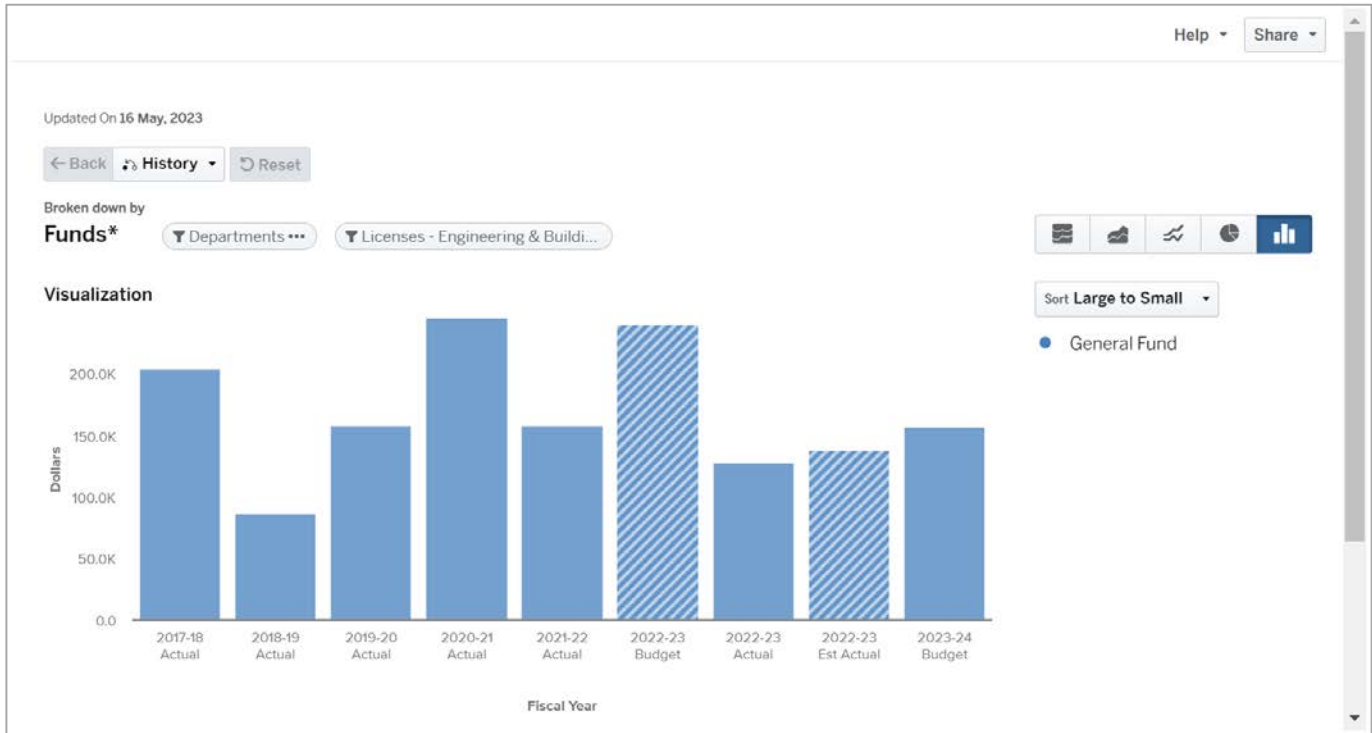 Help
Share
Updated On 16 May, 2023
Back
History
Reset
Broken down by
Funds*
Departments •••
Licenses - Engineering & Buildi...
Visualization
Sort Large to Small
General Fund
200.0K
150.0K
100.0K
50.0K
0.0
Dollars
2017-18
Actual
2018-19
Actual
2019-20
Actual
2020-21
Actual
2021-22
Actual
2022-23
Budget
2022-23
Actual
2022-23
Est Actual
2023-24
Budget
Fiscal Year